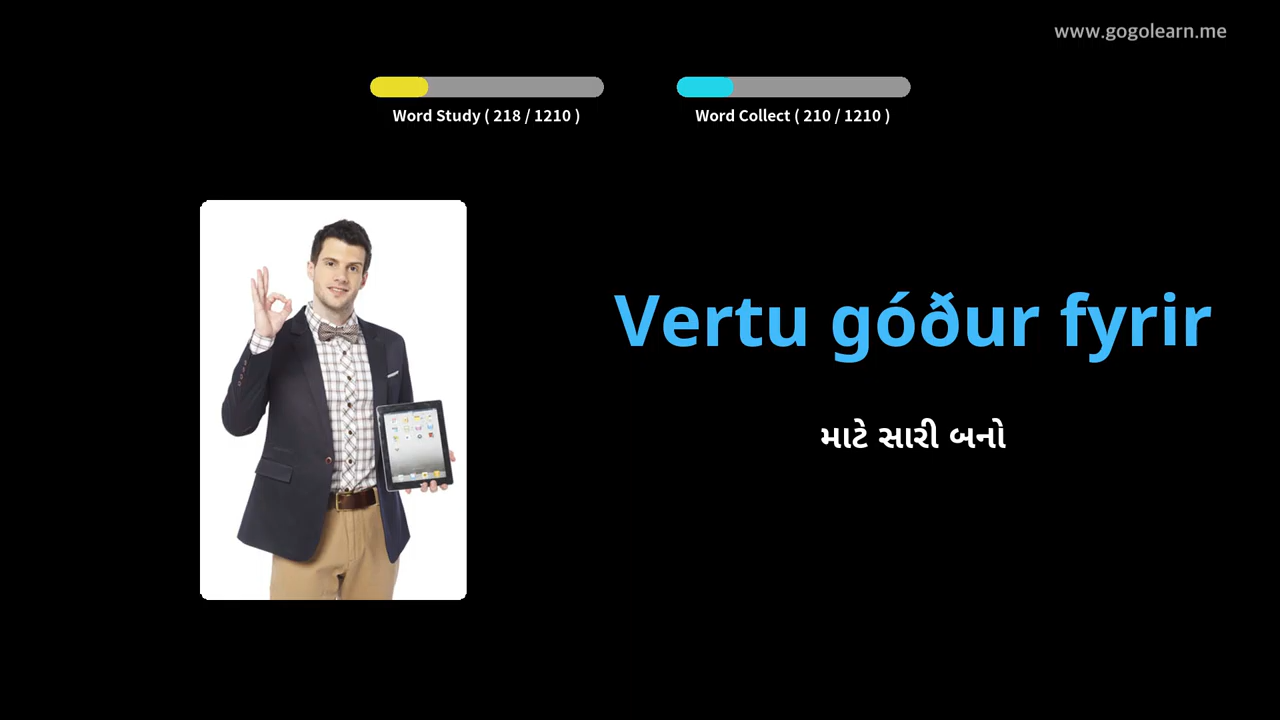 www.gogolearn.me
Word Study ( 218 / 1210 )
Word Collect ( 210 / 1210 )
Vertu góður fyrir
માટે સારી બનો